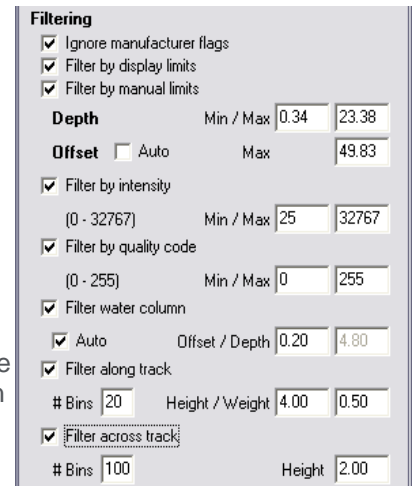 Filtering
Ignore manufacturer flags
Filter by display limits
Filter by manual limits
Depth Min / Max 0.34 23.38
Offset Auto Max 49.83
Filter by intensity
(0 - 32767) Min / Max 25 32767
Filter by quality code
(0 - 255) Min / Max 0 255
Filter water column
Auto Offset / Depth 0.20 4.80
Filter along track
# Bins 20 Height / Weight 4.00 0.50
Filter across track
# Bins 100 Height 2.00